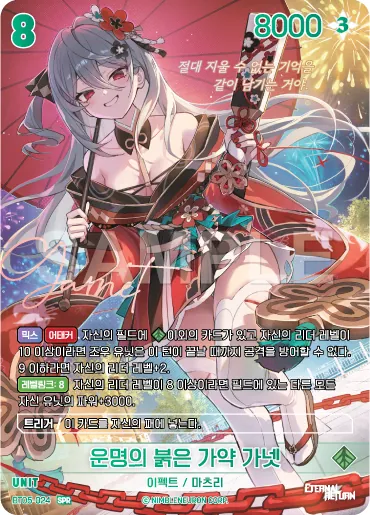 8
8000 3
절대 지울 수 없는 기억을
같이 남기는 거야
SAMPLE
Garnet
믹스 어태커 자신의 필드에 이외의 카드가 있고 자신의 리더 레벨이
10 이상이라면 조우 유닛은 이 턴이 끝날 때까지 공격을 방어할 수 없다.
9 이하라면 자신의 리더 레벨+2.
레벨링크: 8 자신의 리더 레벨이 8 이상이라면 필드에 있는 다른 모든
자신 유닛의 파워+3000.
트리거 - 이 카드를 자신의 패에 넣는다.
운명의 붉은 가약 가넷
UNIT
이펙트 / 마츠리
BT05-024 SPR
© NIMBLENEURON CORP.
ETERNAL RETURN